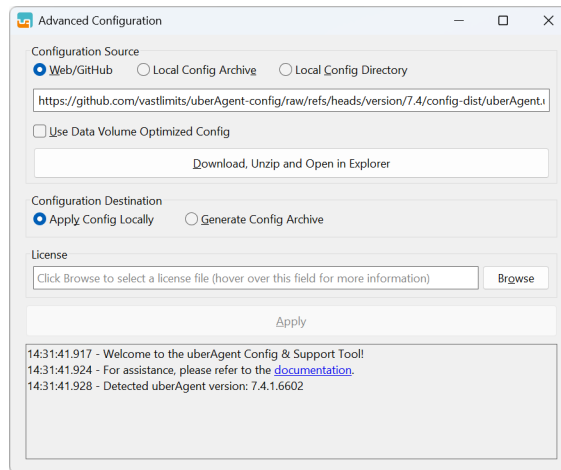 Advanced Configuration
Configuration Source
Web/GitHub Local Config Archive Local Config Directory
https://github.com/vastlimits/uberAgent-config/raw/refs/heads/version/7.4/config-dist/uberAgent.u
Use Data Volume Optimized Config
Download, Unzip and Open in Explorer
Configuration Destination
Apply Config Locally Generate Config Archive
License
Click Browse to select a license file (hover over this field for more information) Browse
Apply
14:31:41.917 - Welcome to the uberAgent Config & Support Tool!
14:31:41.924 - For assistance, please refer to the documentation.
14:31:41.928 - Detected uberAgent version: 7.4.1.6602